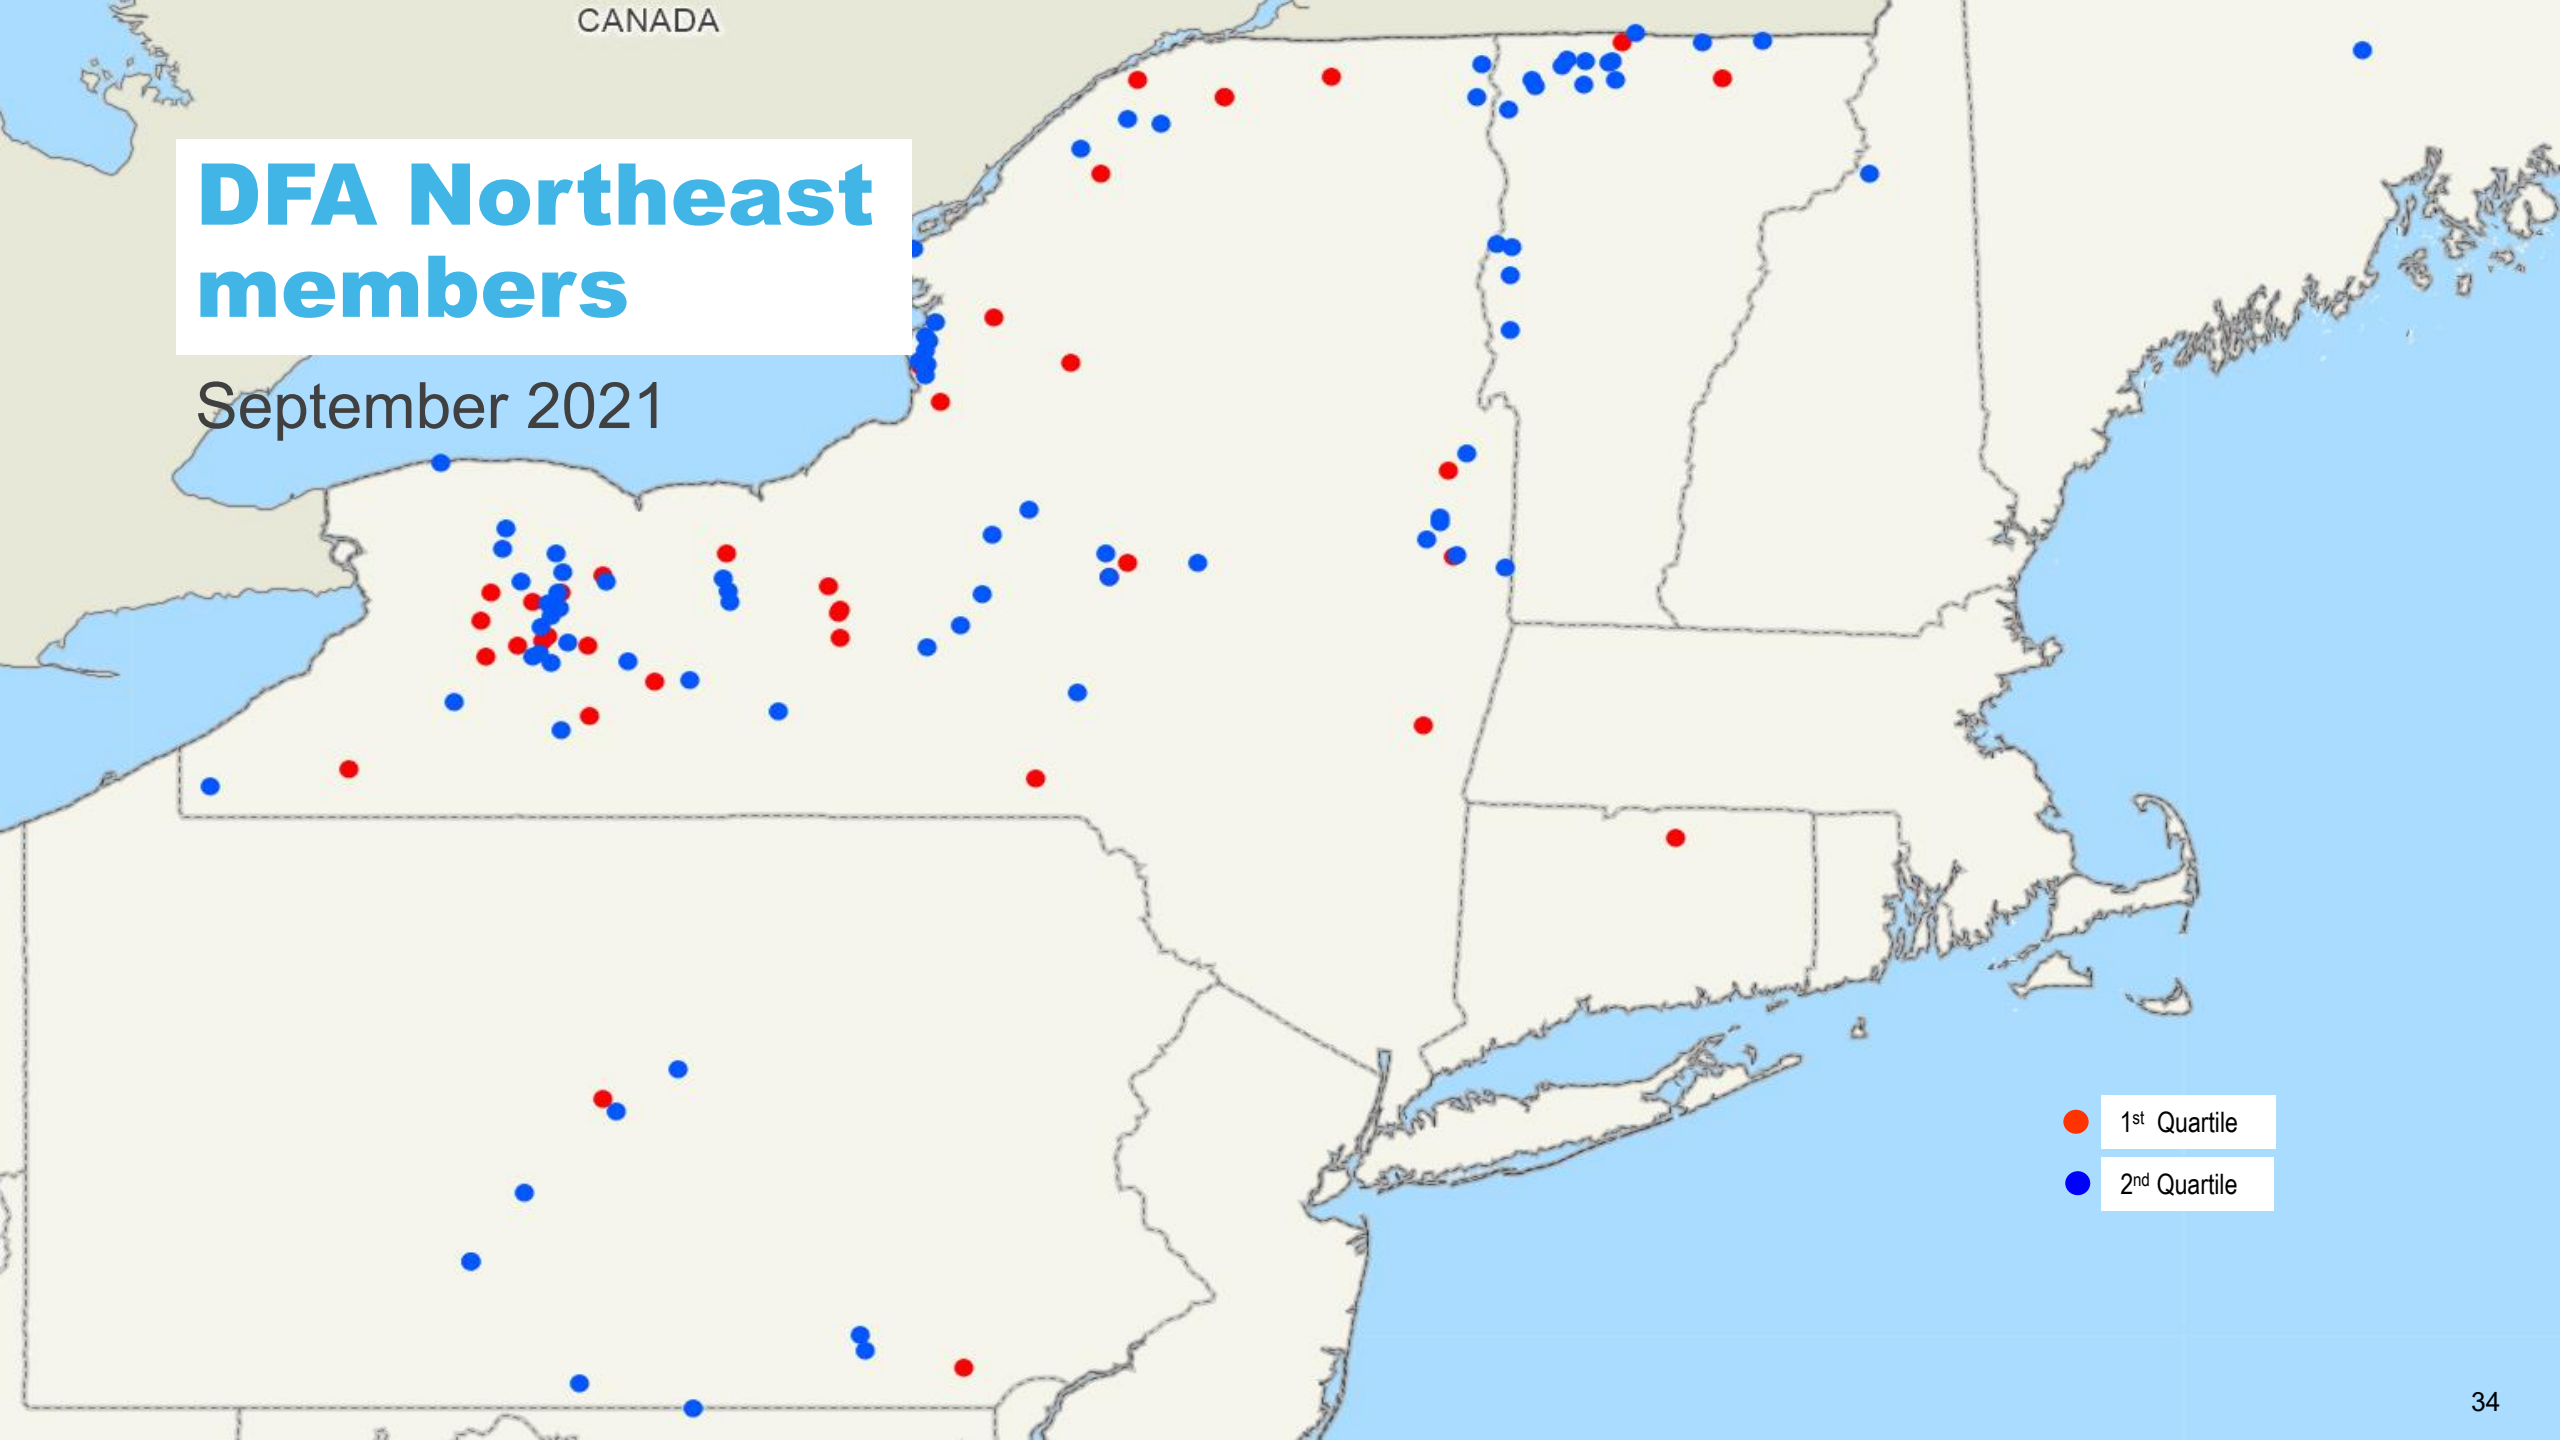 CANADA
DFA Northeast
members
September 2021
1st Quartile
2nd Quartile
34